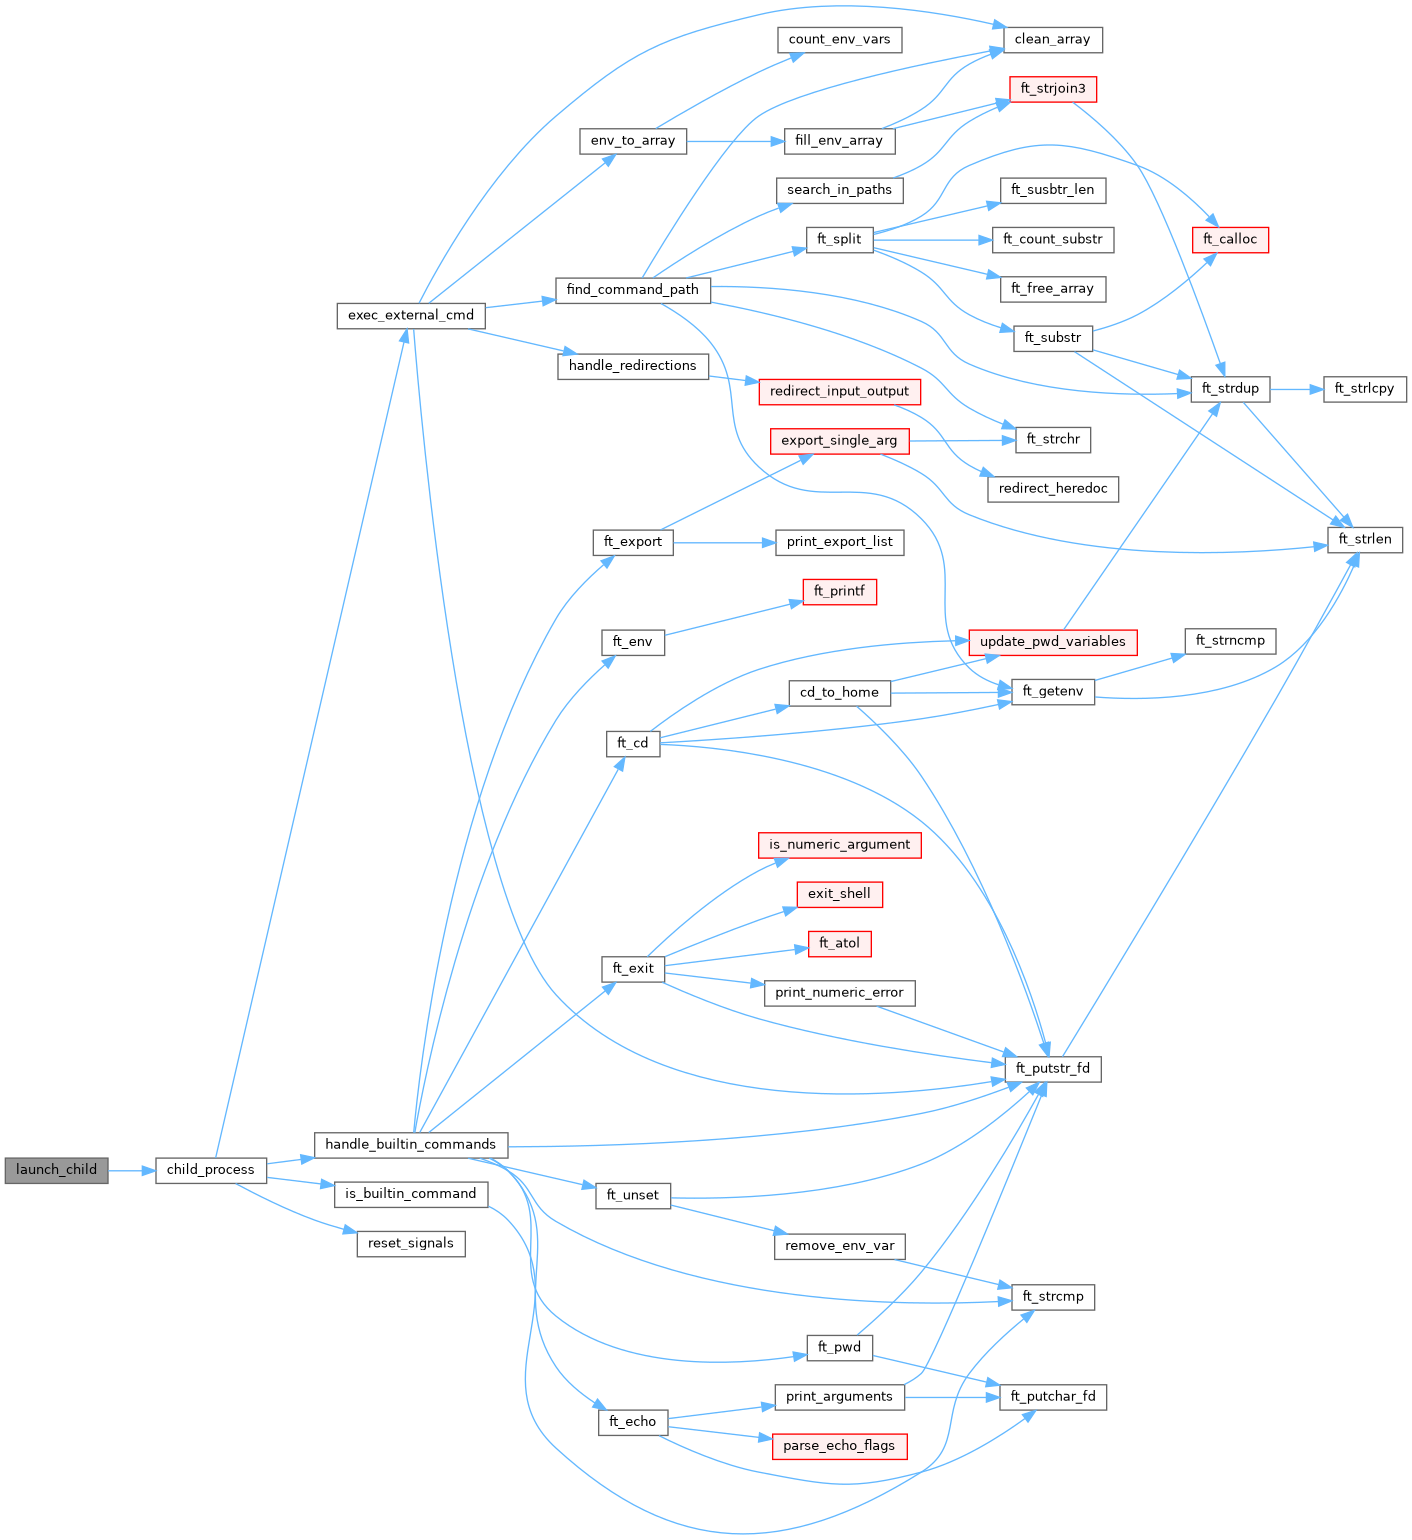 count_env_vars
clean_array
ft_strjoin3
env_to_array
fill_env_array
search_in_paths
ft_susbtr_len
ft_split
ft_count_substr
ft_calloc
find_command_path
ft_free_array
exec_external_cmd
ft_substr
handle_redirections
redirect_input_output
ft_strdup
ft_strlcpy
export_single_arg
ft_strchr
redirect_heredoc
ft_export
print_export_list
ft_strlen
ft_printf
ft_env
update_pwd_variables
ft_strncmp
cd_to_home
ft_getenv
ft_cd
is_numeric_argument
exit_shell
ft_atol
ft_exit
print_numeric_error
ft_putstr_fd
handle_builtin_commands
launch_child
child_process
is_builtin_command
ft_unset
reset_signals
remove_env_var
ft_strcmp
ft_pwd
print_arguments
ft_putchar_fd
ft_echo
parse_echo_flags